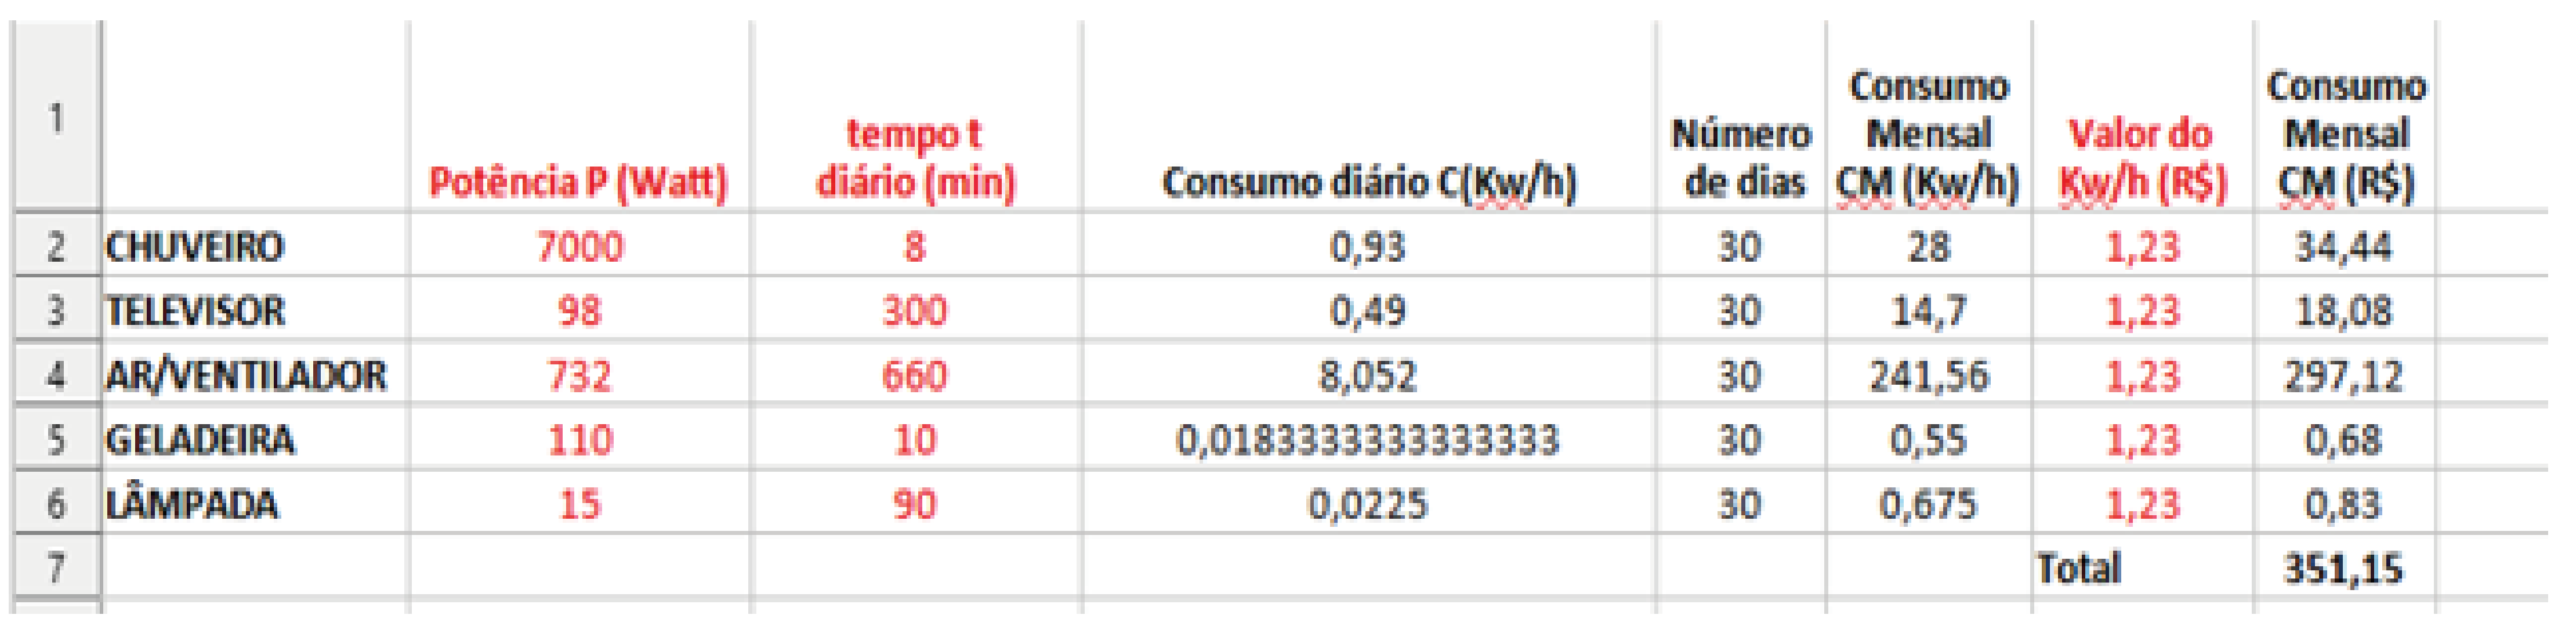 1 Potência P (Watt) tempo t diário (min) Consumo diário C(Kw/h) Número de dias Consumo Mensal CM (Kw/h) Valor do Kw/h (R$) Consumo Mensal CM (R$)
2 CHUVEIRO 7000 8 0,93 30 28 1,23 34,44
3 TELEVISOR 98 300 0,49 30 14,7 1,23 18,08
4 AR/VENTILADOR 732 660 8,052 30 241,56 1,23 297,12
5 GELADEIRA 110 10 0,0183333333333333 30 0,55 1,23 0,68
6 LÂMPADA 15 90 0,0225 30 0,675 1,23 0,83
7 Total 351,15